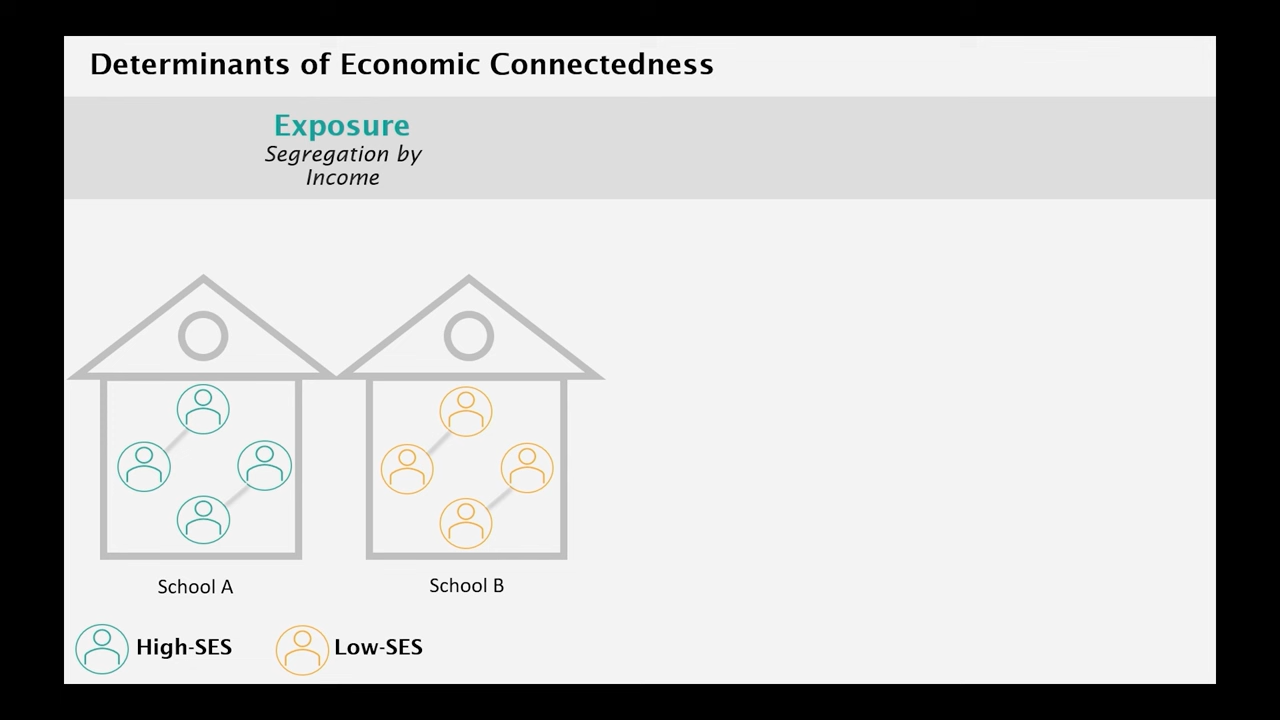 Determinants of Economic Connectedness
Exposure
Segregation by
Income
School A
School B
High-SES
Low-SES